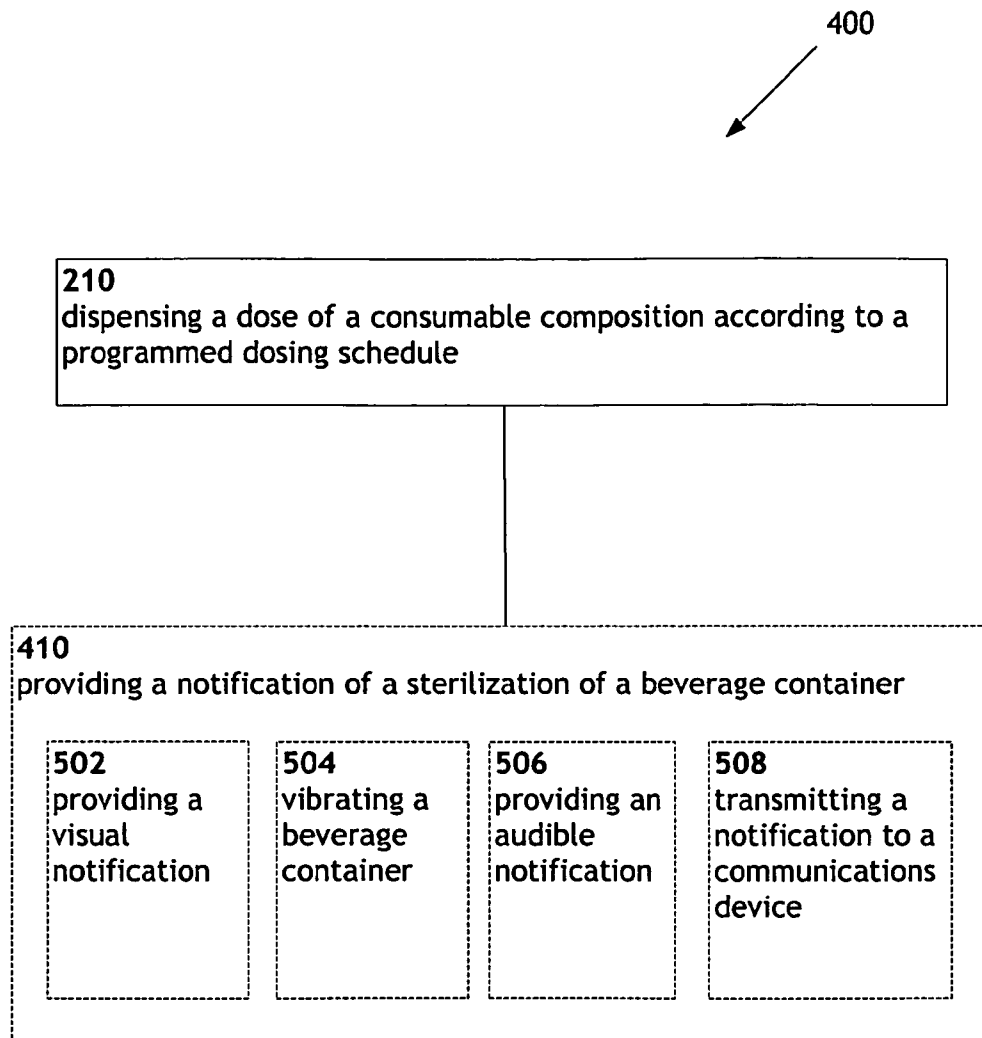 400
210
dispensing a dose of a consumable composition according to a
programmed dosing schedule
410
providing a notification of a sterilization of a beverage container
502
providing a
visual
notification
504
vibrating a
beverage
container
506
providing an
audible
notification
508
transmitting a
notification to a
communications
device